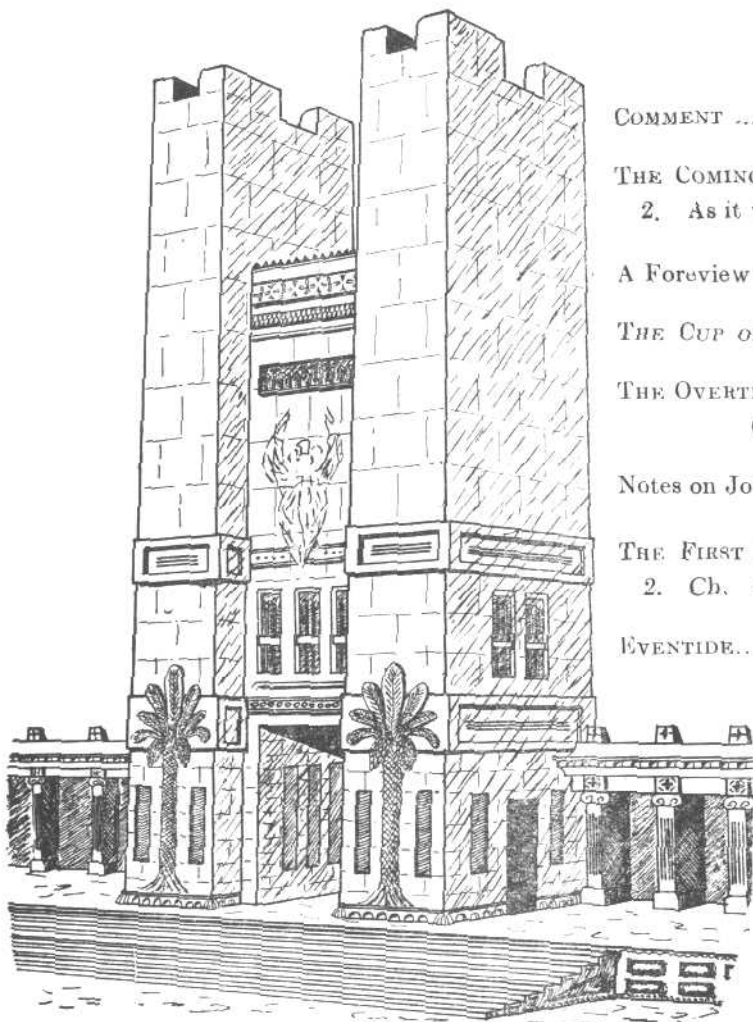 COMMENT ..
THE COMING
2. As it
A Foreview
THE CUP O
THE OVERT
Notes on Jo
THE FIRST
2. Ch.
EVENTIDE..